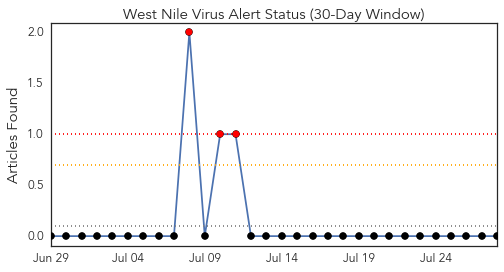 West Nile Virus Alert Status (30-Day Window)
Articles Found
2.0
1.5
1.0
0.5
0.0
Jun 29 Jul 04 Jul 09 Jul 14 Jul 19 Jul 24